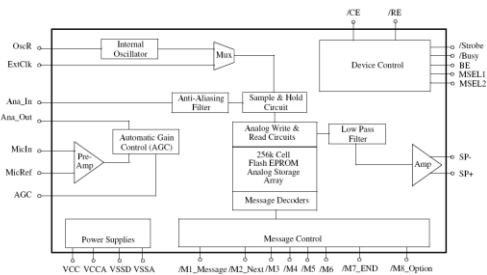 /CE /RE
OscR
Internal
Oscillator
ExtClk
Mux
Device Control
/Strobe
/Busy
BE
MSEL1
MSEL2
Ana_In
Anti-Aliasing
Filter
Sample & Hold
Circuit
Ana_Out
Automatic Gain
Control (AGC)
Analog Write &
Read Circuits
Low Pass
Filter
MicIn
Pre-
Amp
MicRef
AGC
256k Cell
Flash EPROM
Analog Storage
Array
Amp
SP-
SP+
Message Decoders
Power Supplies
Message Control
VCC VCCA VSSD VSSA
/M1_Message /M2_Next /M3 /M4 /M5 /M6 /M7_END /M8_Option